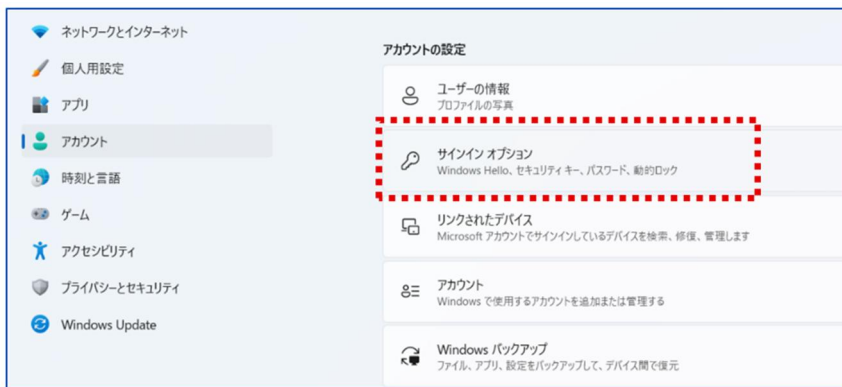 ネットワークとインターネット
個人用設定
アプリ
アカウント
時刻と言語
ゲーム
アクセシビリティ
プライバシーとセキュリティ
Windows Update
アカウントの設定
ユーザーの情報
プロファイルの写真
サインイン オプション
Windows Hello、セキュリティ キー、パスワード、動的ロック
リンクされたデバイス
Microsoft アカウントでサインインしているデバイスを検索、修復、管理します
アカウント
Windows で使用するアカウントを追加または管理する
Windows バックアップ
ファイル、アプリ、設定をバックアップして、デバイス間で復元